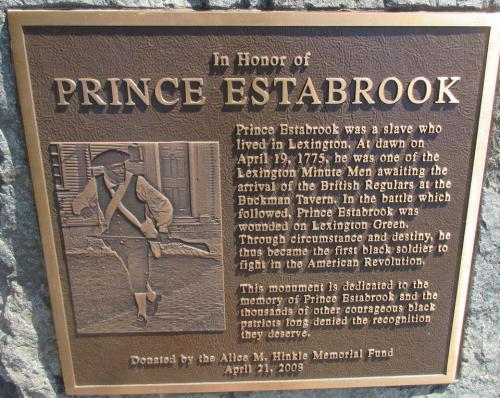 In Honor of
PRINCE ESTABROOK
Prince Estabrook was a slave who
lived in Lexington. At dawn on
April 19, 1775, he was one of the
Lexington Minute Men awaiting the
arrival of the British Regulars at the
Buckman Tavern. In the battle which
followed, Prince Estabrook was
wounded on Lexington Green.
Through circumstance and destiny, he
thus became the first black soldier to
fight in the American Revolution.
This monument is dedicated to the
memory of Prince Estabrook and the
thousands of other courageous black
patriots long denied the recognition
they deserve.
Donated by the Alice M. Hinkle Memorial Fund
April 21, 2008